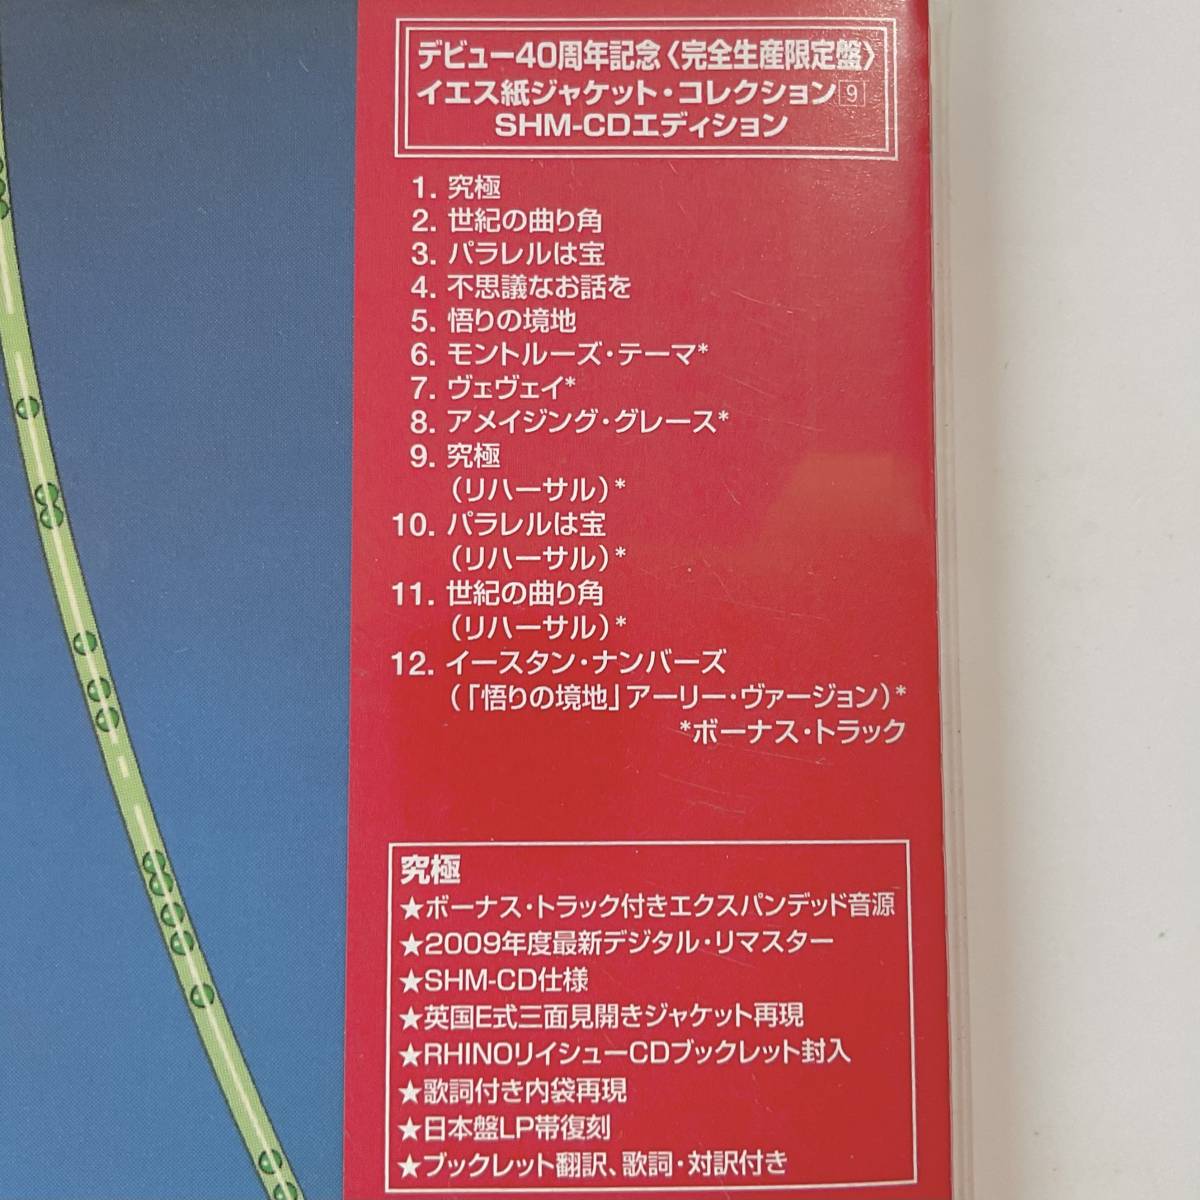 デビュー40周年記念〈完全生産限定盤〉
イエス紙ジャケット・コレクション9
SHM-CDエディション
1. 究極
2. 世紀の曲り角
3. パラレルは宝
4. 不思議なお話を
5. 悟りの境地
6. モントルーズ・テーマ*
7. ヴェヴェイ*
8. アメイジング・グレース*
9. 究極
(リハーサル)*
10. パラレルは宝
(リハーサル)*
11. 世紀の曲り角
(リハーサル)*
12. イースタン・ナンバーズ
(「悟りの境地」アーリー・ヴァージョン)*
*ボーナス・トラック
究極
★ボーナス・トラック付きエクスパンデッド音源
★2009年度最新デジタル・リマスター
★SHM-CD仕様
★英国E式三面見開きジャケット再現
★RHINOリイシューCDブックレット封入
★歌詞付き内袋再現
★日本盤LP帯復刻
★ブックレット翻訳、歌詞・対訳付き